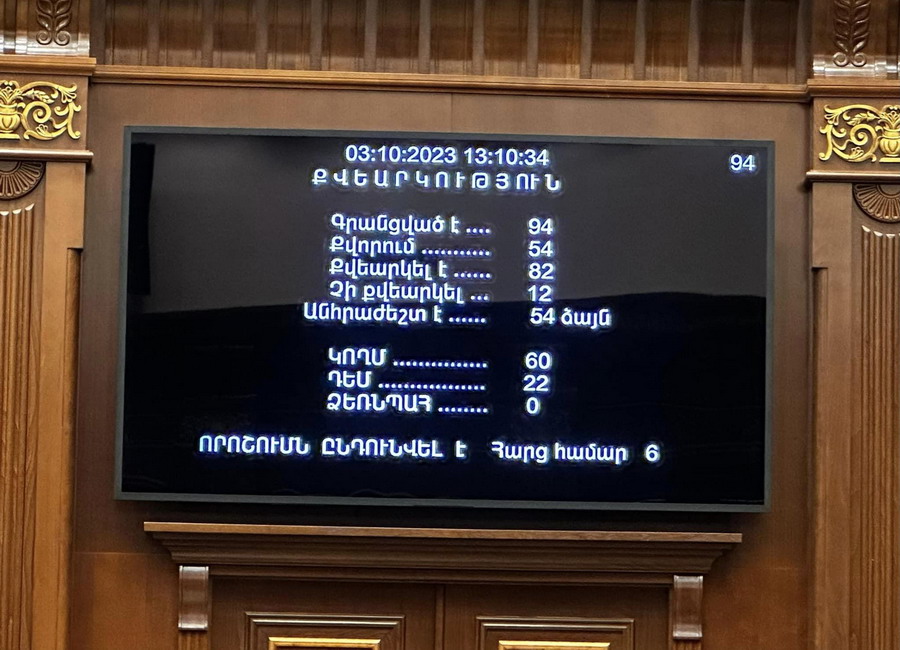 03:10:2023 13:10:34
94
ՔՎԵԱՐԿՈՒԹՅՈՒՆ
Գրանցված է .... 94
Քվորում ........... 54
Քվեարկել է ...... 82
Չի քվեարկել ... 12
Անհրաժեշտ է ...... 54 ձայն
ԿՈՂՄ ............... 60
ԴԵՄ ................. 22
ՁԵՌՆՊԱՀ ........ 0
ՈՐՈՇՈՒՄՆ ԸՆԴՈՒՆՎԵԼ է Հարց համար 6